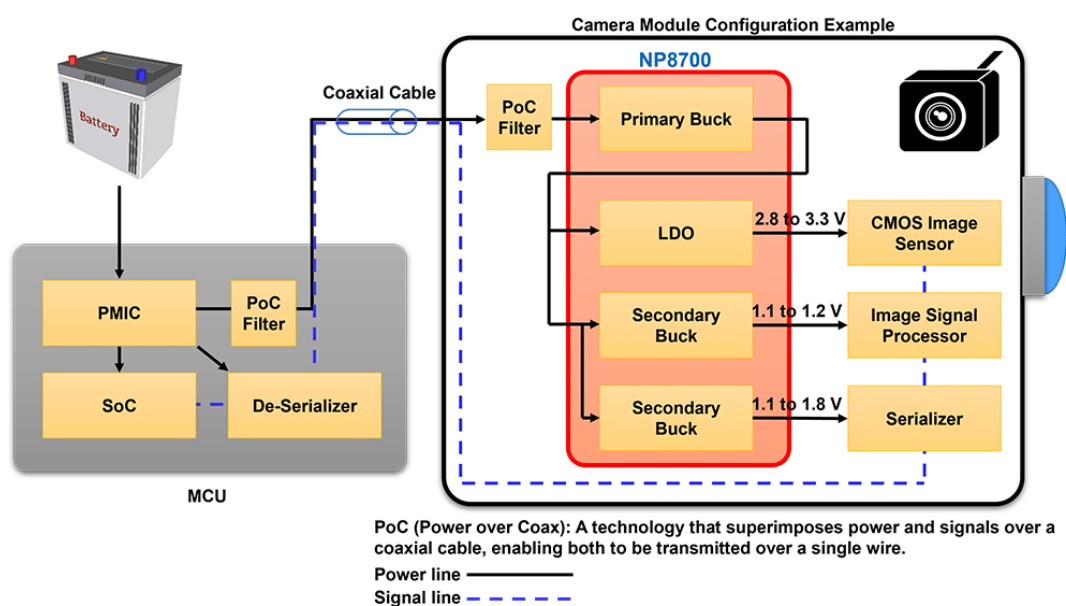 Camera Module Configuration Example
NP8700
Battery
Coaxial Cable
PoC
Filter
Primary Buck
LDO
2.8 to 3.3 V
CMOS Image
Sensor
PMIC
PoC
Filter
Secondary
Buck
1.1 to 1.2 V
Image Signal
Processor
SoC
De-Serializer
Secondary
Buck
1.1 to 1.8 V
Serializer
MCU
PoC (Power over Coax): A technology that superimposes power and signals over a
coaxial cable, enabling both to be transmitted over a single wire.
Power line
Signal line